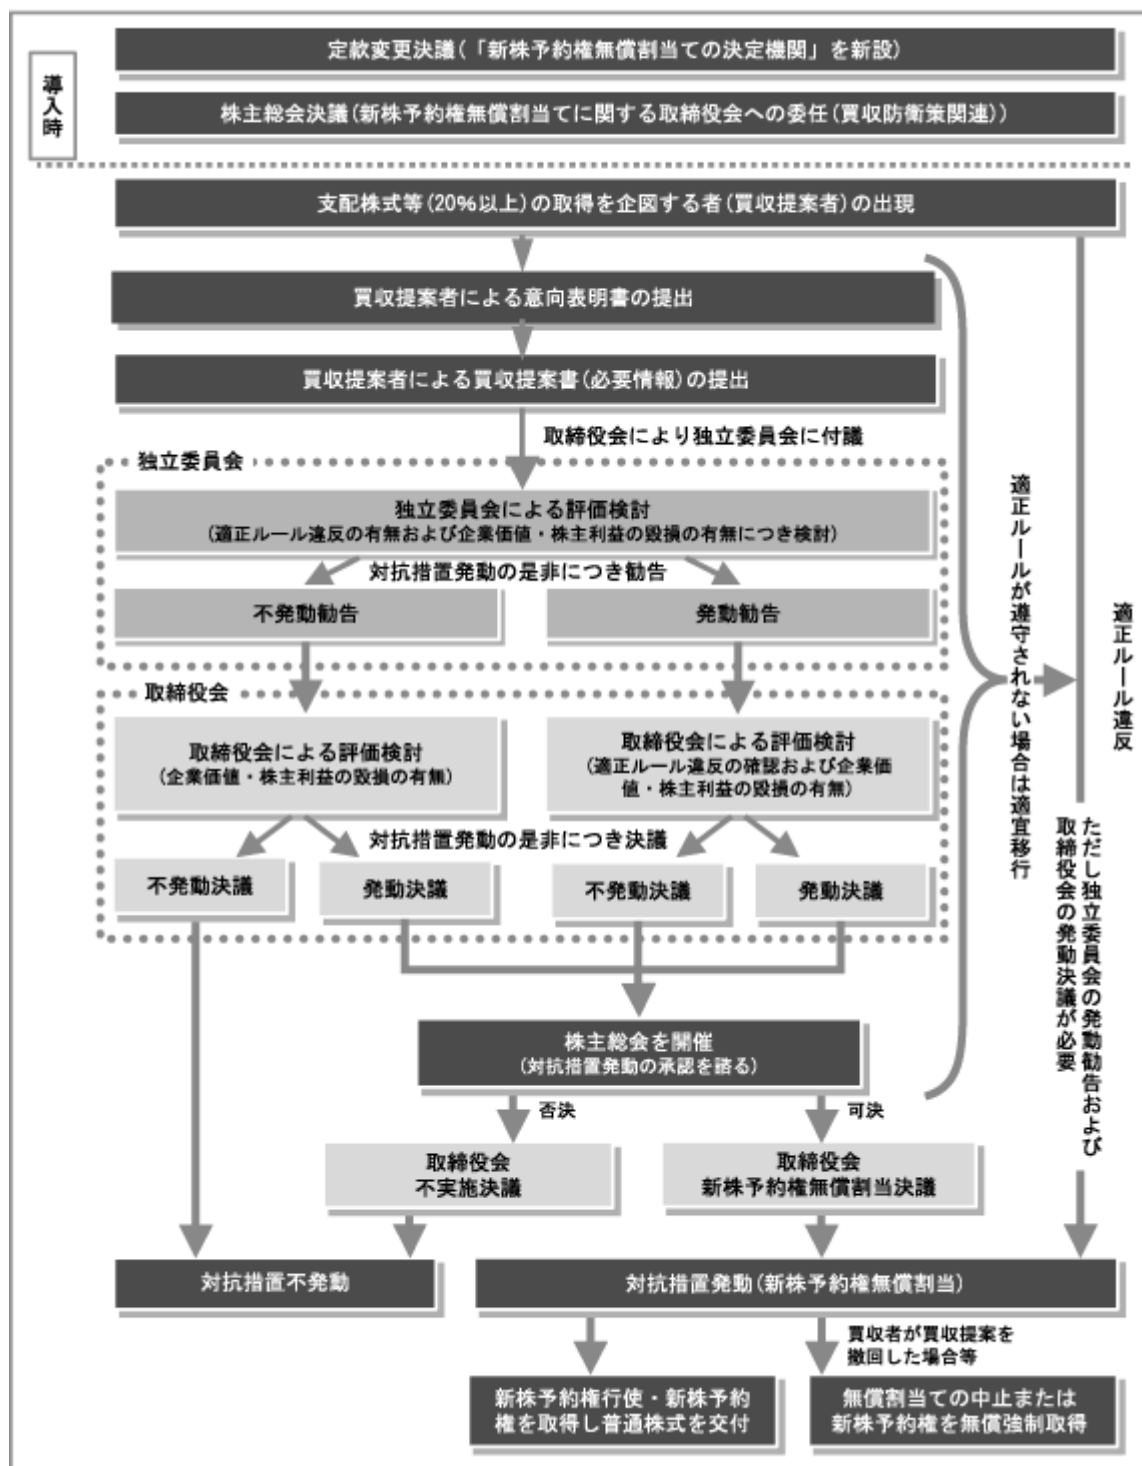 導入時
定款変更決議(「新株予約権無償割当ての決定機関」を新設)
株主総会決議(新株予約権無償割当てに関する取締役会への委任(買収防衛策関連))
支配株式等(20%以上)の取得を企図する者(買収提案者)の出現
買収提案者による意向表明書の提出
買収提案者による買収提案書(必要情報)の提出
取締役会により独立委員会に付議
独立委員会
独立委員会による評価検討
(適正ルール違反の有無および企業価値・株主利益の毀損の有無につき検討)
対抗措置発動の是非につき勧告
不発動勧告
発動勧告
取締役会
取締役会による評価検討
(企業価値・株主利益の毀損の有無)
取締役会による評価検討
(適正ルール違反の確認および企業価
値・株主利益の毀損の有無)
対抗措置発動の是非につき決議
不発動決議
発動決議
不発動決議
発動決議
株主総会を開催
(対抗措置発動の承認を諮る)
否決
可決
取締役会
不実施決議
取締役会
新株予約権無償割当決議
適正ルールが遵守されない場合は適宜移行
適正ルール違反
ただし独立委員会の発動勧告および
取締役会の発動決議が必要
対抗措置不発動
対抗措置発動(新株予約権無償割当)
買収者が買収提案を
撤回した場合等
新株予約権行使・新株予約
権を取得し普通株式を交付
無償割当ての中止または
新株予約権を無償強制取得